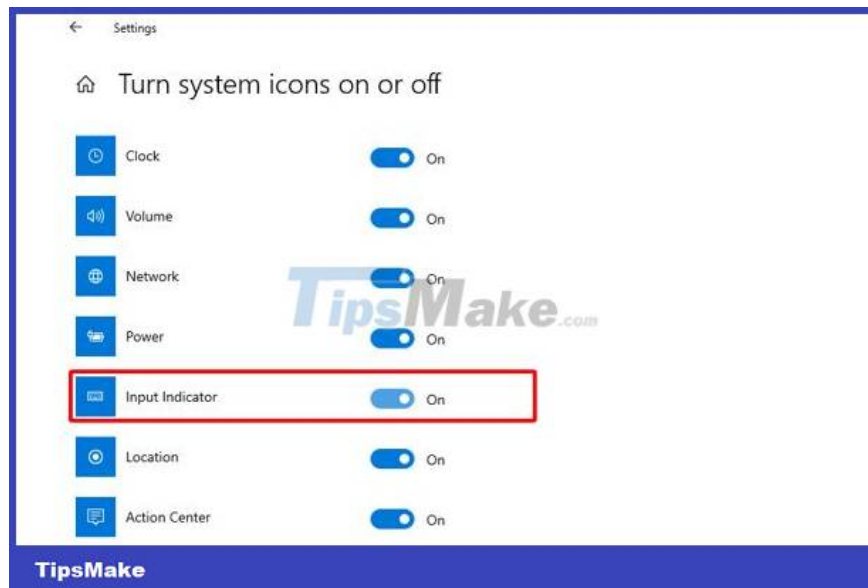 Settings
Turn system icons on or off
Clock On
Volume On
Network On
TipsMake.com
Power On
Input Indicator On
Location On
Action Center On
TipsMake